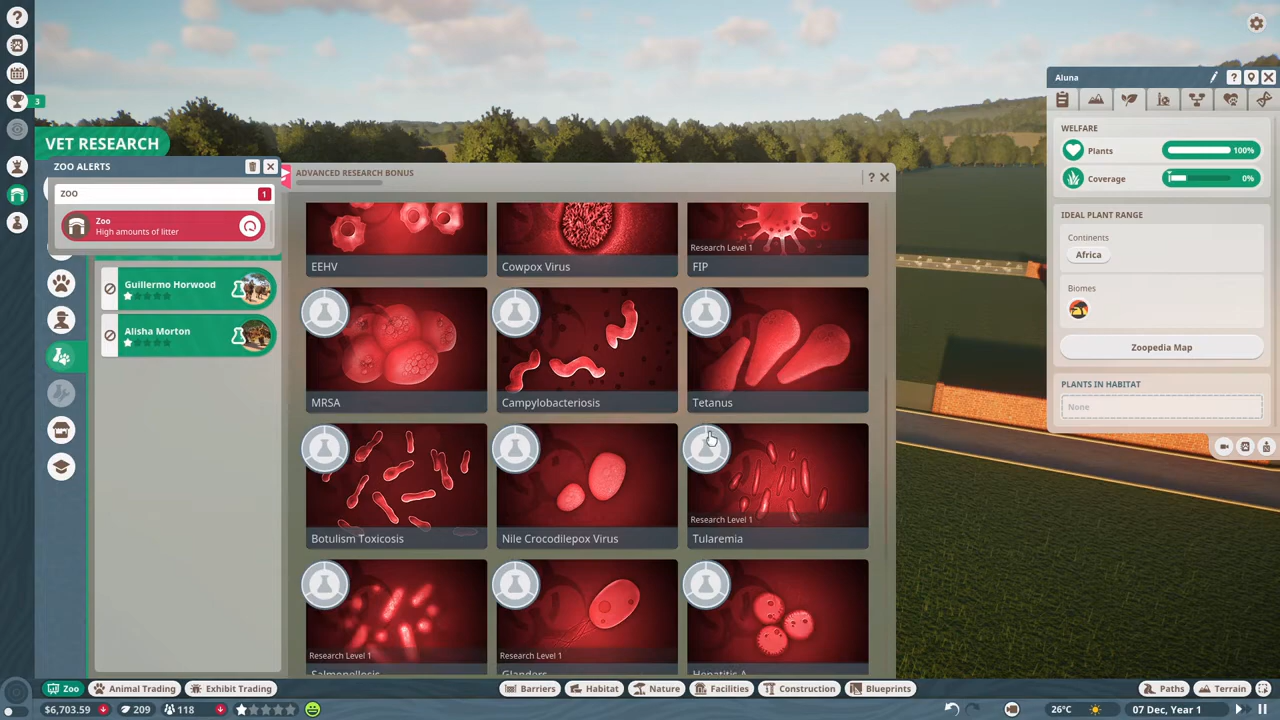 Aluna
VET RESEARCH
3
ZOO ALERTS
ZOO
1
Zoo
High amounts of litter
Guillermo Horwood
Alisha Morton
ADVANCED RESEARCH BONUS
?
EEHV
Cowpox Virus
Research Level 1
FIP
MRSA
Campylobacteriosis
Tetanus
Botulism Toxicosis
Nile Crocodilepox Virus
Research Level 1
Tularemia
Research Level 1
Salmonellosis
Research Level 1
Glanders
Hepatitis A
WELFARE
Plants
100%
Coverage
0%
IDEAL PLANT RANGE
Continents
Africa
Biomes
Zoopedia Map
PLANTS IN HABITAT
None
Zoo
Animal Trading
Exhibit Trading
Barriers
Habitat
Nature
Facilities
Construction
Blueprints
Paths
Terrain
$6,703.59
209
118
26°C
07 Dec, Year 1